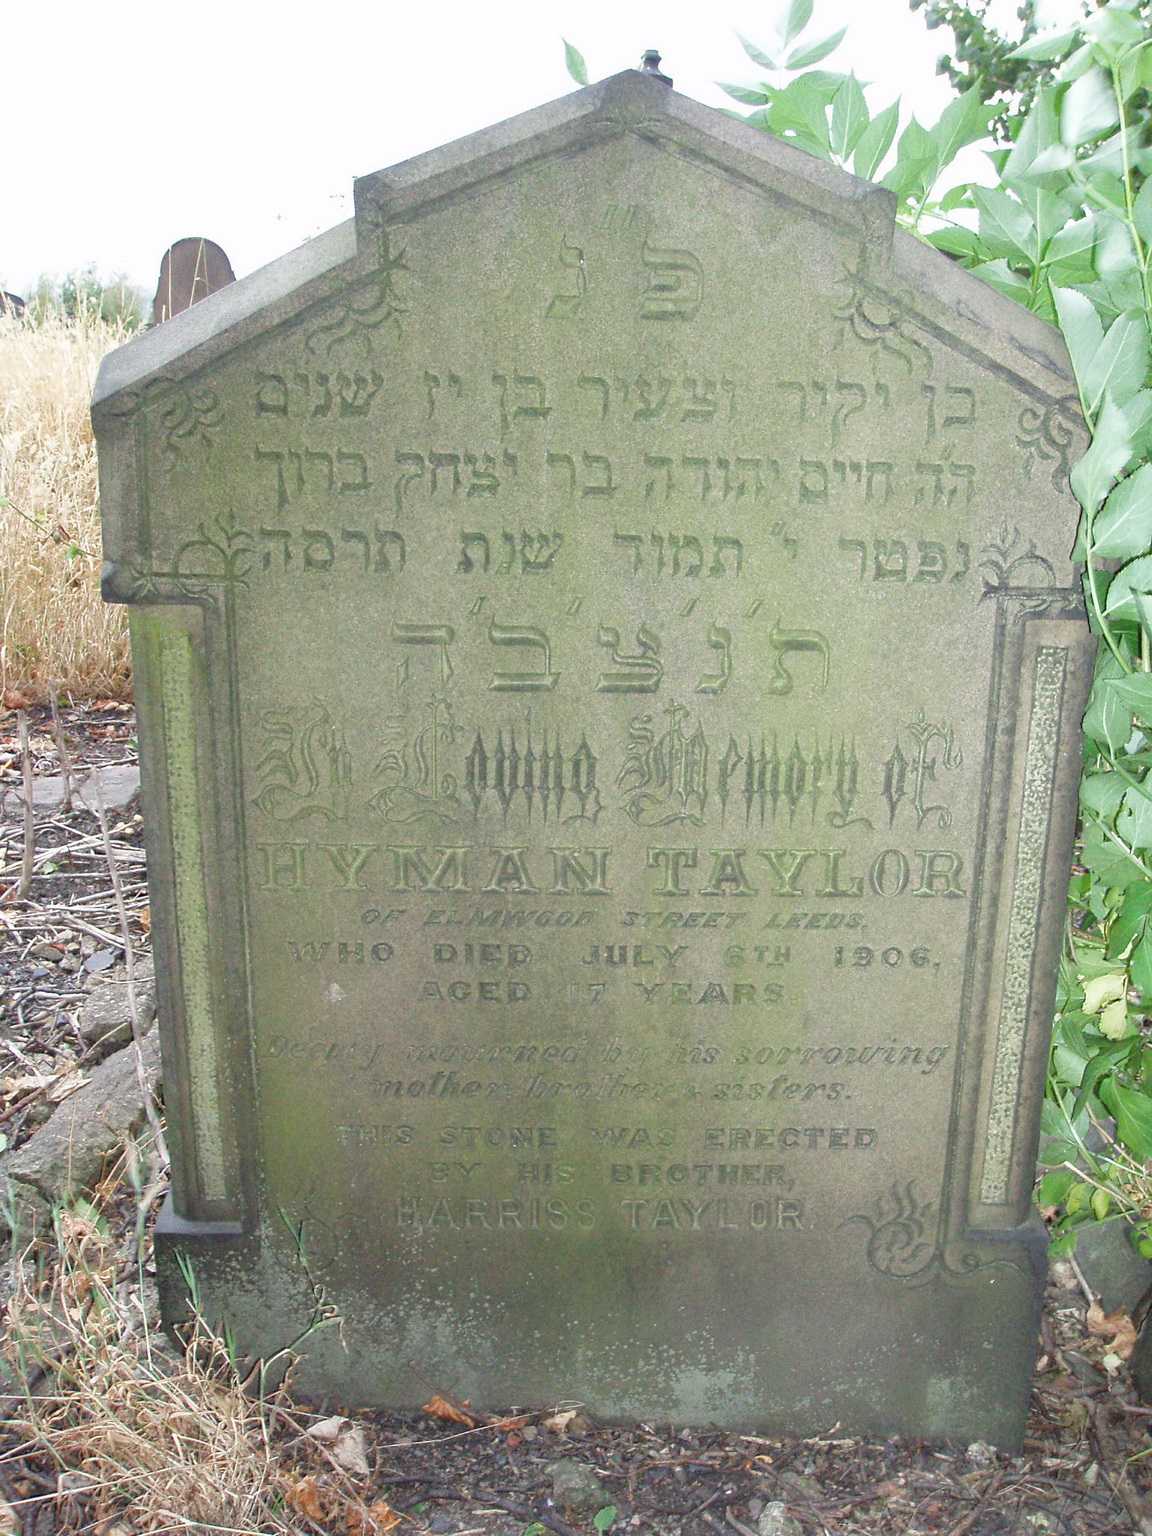 פ״נ
בן יקיר וצעיר בן יז שנים
הה חיים יהודה בר יצחק ברוך
נפטר י׳ תמוד שנת תרסה
ת׳נ׳צ׳ב׳ה
In Loving Memory of
HYMAN TAYLOR
OF ELMWOOD STREET LEEDS.
WHO DIED JULY 6TH 1906,
AGED 17 YEARS.
Deeply mourned by his sorrowing
mother, brother & sisters.
THIS STONE WAS ERECTED
BY HIS BROTHER,
HARRISS TAYLOR.